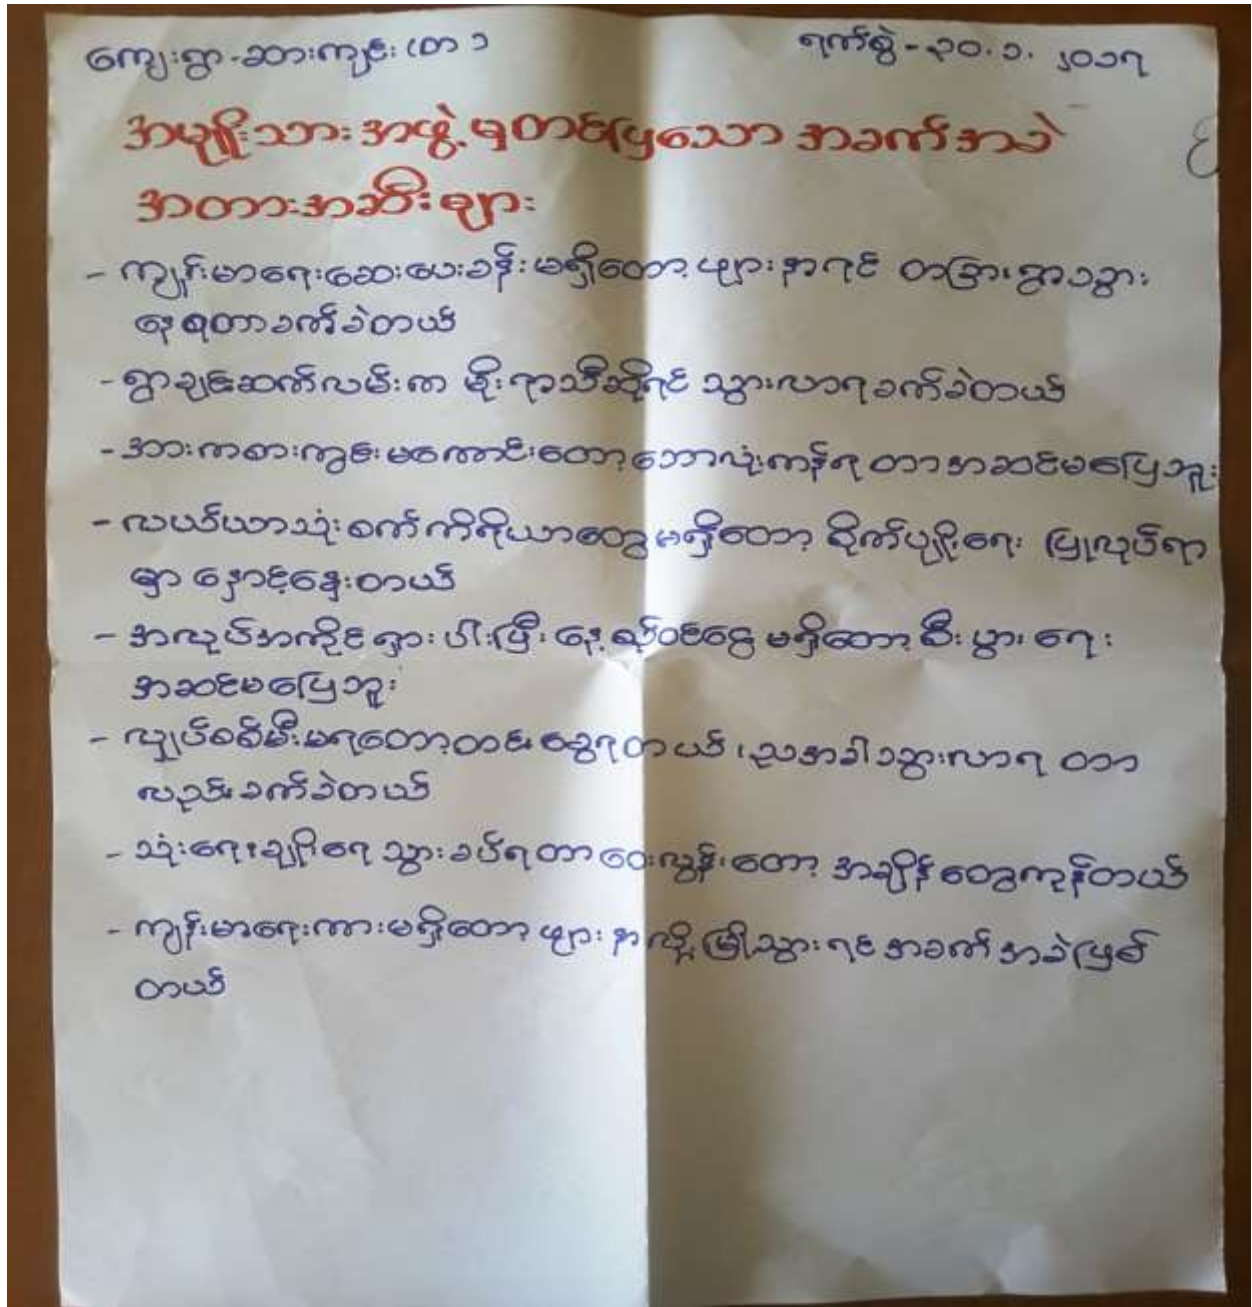 ကျေးရွာ-ဆားကျင်း(တ)
ရက်စွဲ-၃၀.၁.၂၀၁၇
အမျိုးသားအဖွဲ့မှတင်ပြသော အခက်အခဲ
အတားအဆီးများ
- ကျန်းမာရေးဆေးပေးခန်းမရှိတော့ ဖျားနာရင် တခြားရွာသွား
နေရတာခက်ခဲတယ်
- ရွာချင်းဆက်လမ်းက မိုးရာသီဆိုရင် သွားလာရခက်ခဲတယ်
- အားကစားကွင်းမကောင်းတော့ဘောလုံးကန်ရတာအဆင်မပြေဘူး
- လယ်ယာသုံးစက်ကိရိယာတွေမရှိတော့ စိုက်ပျိုးရေး ပြုလုပ်ရာ
မှာ နှောင့်နှေးတယ်
- အလုပ်အကိုင်ရှားပါးပြီး နေ့စဉ်ဝင်ငွေမရှိတော့ စီးပွားရေး
အဆင်မပြေဘူး
- လျှပ်စစ်မီးမရတော့တင်းနွေရတယ်၊ ညအခါသွားလာရတာ
လည်းခက်ခဲတယ်
- သုံးရေ၊ချိုးရေ သွားခပ်ရတာဝေးလွန်းတော့ အချိန်တွေကုန်တယ်
- ကျန်းမာရေးကားမရှိတော့ ဖျားနာလို့မြို့သွားရင်အခက်အခဲဖြစ်
တယ်